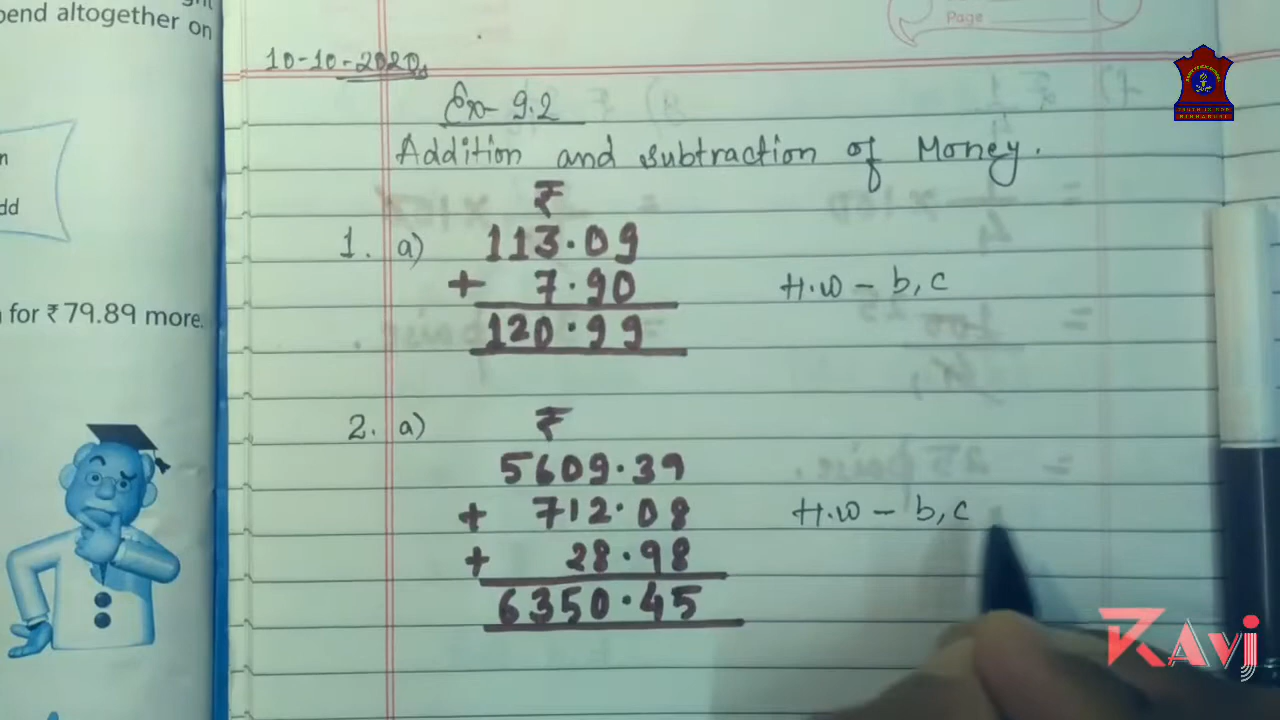 pend altogether on
n
dd
for ₹ 79.89 more.
Page
10-10-2020
Ex- 9.2
Addition and subtraction of Money.
₹
1. a) 113.09
+ 7.90
120.99
H.W - b, c
2. a) ₹
5609.39
+ 712.08
+ 28.98
6350.45
H.W - b, c
RAvj